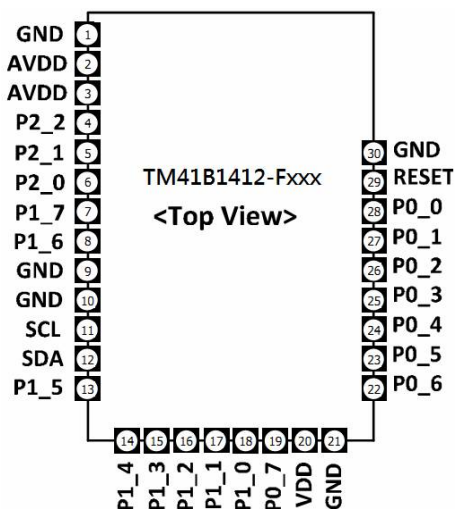 GND 1
AVDD 2
AVDD 3
P2_2 4
P2_1 5
P2_0 6
P1_7 7
P1_6 8
GND 9
GND 10
SCL 11
SDA 12
P1_5 13
TM41B1412-Fxxx
<Top View>
30 GND
29 RESET
28 P0_0
27 P0_1
26 P0_2
25 P0_3
24 P0_4
23 P0_5
22 P0_6
14 15 16 17 18 19 20 21
P1_4
P1_3
P1_2
P1_1
P1_0
P0_7
VDD
GND